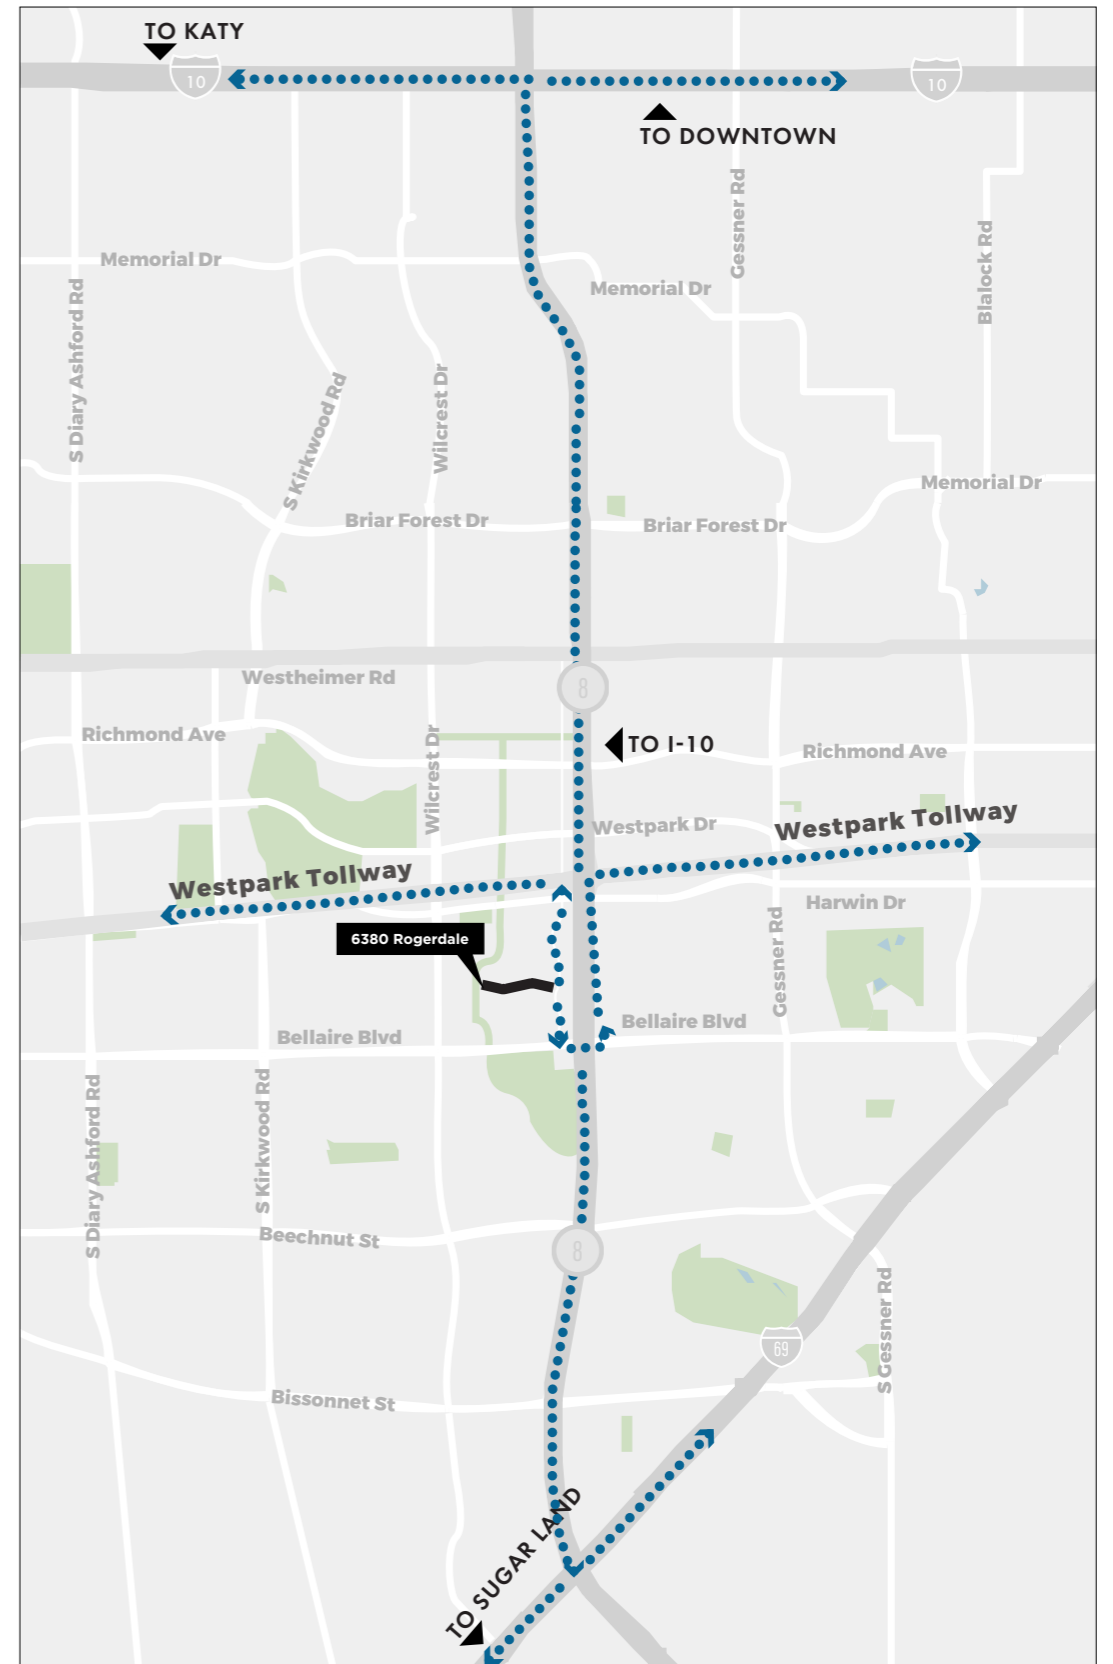 TO KATY
10
10
TO DOWNTOWN
Gessner Rd
Blalock Rd
Memorial Dr
Memorial Dr
S Diary Ashford Rd
S Kirkwood Rd
Wilcrest Dr
Memorial Dr
Briar Forest Dr
Briar Forest Dr
Westheimer Rd
8
Richmond Ave
TO I-10
Richmond Ave
Wilcrest Dr
Westpark Dr
Westpark Tollway
Westpark Tollway
Harwin Dr
6380 Rogerdale
Gessner Rd
Bellaire Blvd
Bellaire Blvd
S Diary Ashford Rd
S Kirkwood Rd
Beechnut St
8
S Gessner Rd
69
Bissonnet St
TO SUGAR LAND